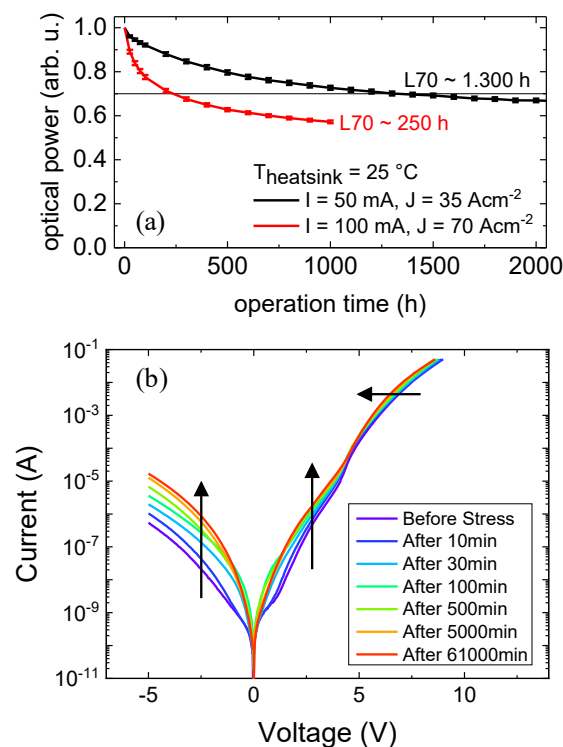 optical power (arb. u.)
1.0
0.8
0.6
0.4
0.2
0.0
L70 ~ 1.300 h
L70 ~ 250 h
T heatsink = 25 °C
I = 50 mA, J = 35 Acm-2
I = 100 mA, J = 70 Acm-2
(a)
0 500 1000 1500 2000
operation time (h)
(b)
Current (A)
10-1
10-3
10-5
10-7
10-9
10-11
Before Stress
After 10min
After 30min
After 100min
After 500min
After 5000min
After 61000min
-5 0 5 10
Voltage (V)